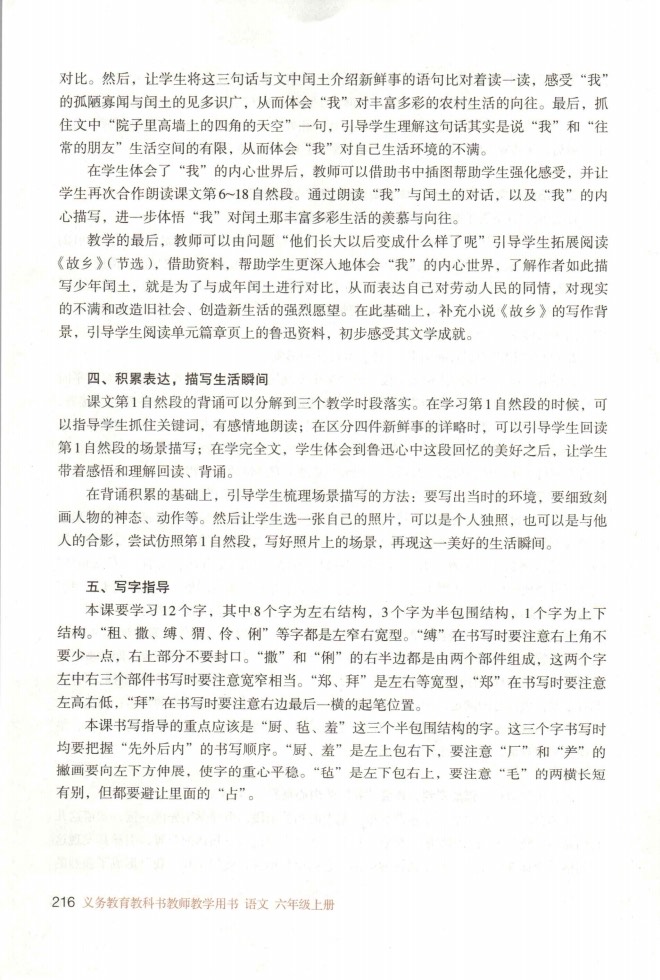 对比。然后，让学生将这三句话与文中闰土介绍新鲜事的语句比对着读一读，感受“我”
的孤陋寡闻与闰土的见多识广，从而体会“我”对丰富多彩的农村生活的向往。最后，抓
住文中“院子里高墙上的四角的天空”一句，引导学生理解这句话其实是说“我”和“往
常的朋友”生活空间的有限，从而体会“我”对自己生活环境的不满。
在学生体会了“我”的内心世界后，教师可以借助书中插图帮助学生强化感受，并让
学生再次合作朗读课文第6~18自然段。通过朗读“我”与闰土的对话，以及“我”的内
心描写，进一步体悟“我”对闰土那丰富多彩生活的羡慕与向往。
教学的最后，教师可以由问题“他们长大以后变成什么样了呢”引导学生拓展阅读
《故乡》（节选），借助资料，帮助学生更深入地体会“我”的内心世界，了解作者如此描
写少年闰土，就是为了与成年闰土进行对比，从而表达自己对劳动人民的同情，对现实
的不满和改造旧社会、创造新生活的强烈愿望。在此基础上，补充小说《故乡》的写作背
景，引导学生阅读单元篇章页上的鲁迅资料，初步感受其文学成就。
四、积累表达，描写生活瞬间
课文第1自然段的背诵可以分解到三个教学时段落实。在学习第1自然段的时候，可
以指导学生抓住关键词，有感情地朗读；在区分四件新鲜事的详略时，可以引导学生回读
第1自然段的场景描写；在学完全文，学生体会到鲁迅心中这段回忆的美好之后，让学生
带着感悟和理解回读、背诵。
在背诵积累的基础上，引导学生梳理场景描写的方法：要写出当时的环境，要细致刻
画人物的神态、动作等。然后让学生选一张自己的照片，可以是个人独照，也可以是与他
人的合影，尝试仿照第1自然段，写好照片上的场景，再现这一美好的生活瞬间。
五、写字指导
本课要学习12个字，其中8个字为左右结构，3个字为半包围结构，1个字为上下
结构。“租、撒、缚、猬、伶、俐”等字都是左窄右宽型。“缚”在书写时要注意右上角不
要少一点，右上部分不要封口。“撒”和“俐”的右半边都是由两个部件组成，这两个字
左中右三个部件书写时要注意宽窄相当。“郑、拜”是左右等宽型，“郑”在书写时要注意
左高右低，“拜”在书写时要注意右边最后一横的起笔位置。
本课书写指导的重点应该是“厨、毡、羞”这三个半包围结构的字。这三个字书写时
均要把握“先外后内”的书写顺序。“厨、羞”是左上包右下，要注意“厂”和“⺶”的
撇画要向左下方伸展，使字的重心平稳。“毡”是左下包右上，要注意“毛”的两横长短
有别，但都要避让里面的“占”。
216 义务教育教科书教师教学用书 语文 六年级上册